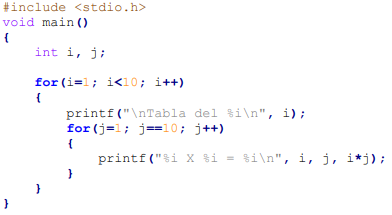 #include <stdio.h>
void main()
{
int i, j;
for(i=1; i<10; i++)
{
printf("\nTabla del %i\n", i);
for(j=1; j==10; j++)
{
printf("%i X %i = %i\n", i, j, i*j);
}
}
}